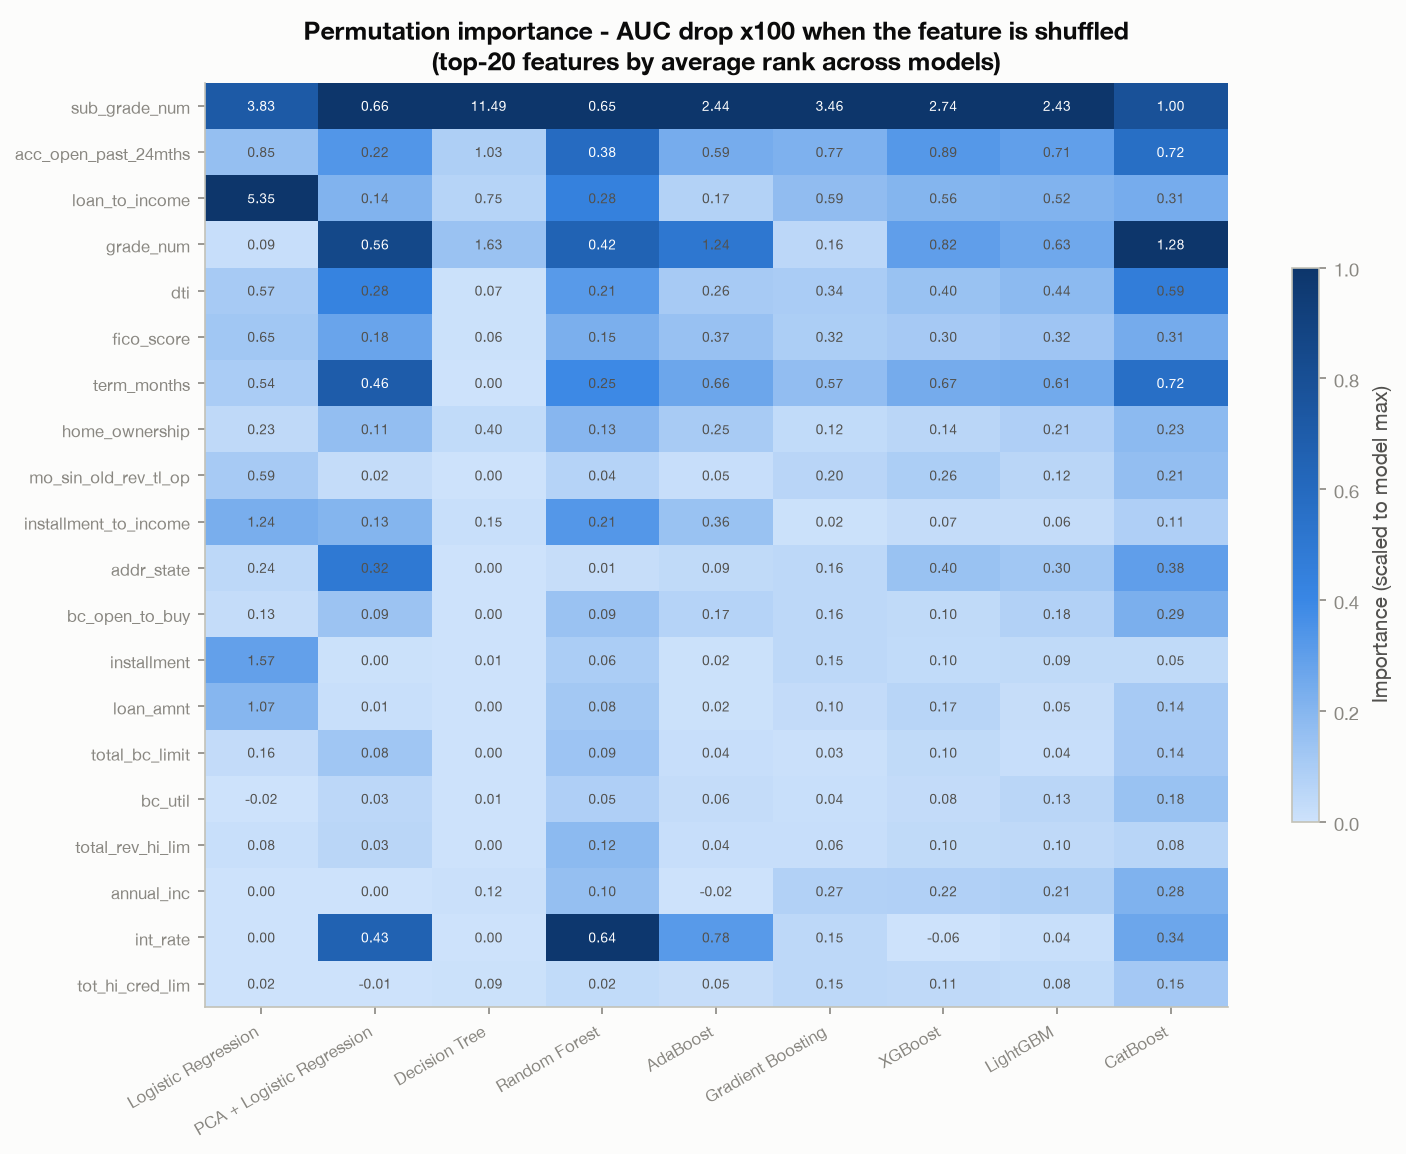 Permutation importance - AUC drop x100 when the feature is shuffled
(top-20 features by average rank across models)
sub_grade_num 3.83 0.66 11.49 0.65 2.44 3.46 2.74 2.43 1.00
acc_open_past_24mths 0.85 0.22 1.03 0.38 0.59 0.77 0.89 0.71 0.72
loan_to_income 5.35 0.14 0.75 0.28 0.17 0.59 0.56 0.52 0.31
grade_num 0.09 0.56 1.63 0.42 1.24 0.16 0.82 0.63 1.28
dti 0.57 0.28 0.07 0.21 0.26 0.34 0.40 0.44 0.59
fico_score 0.65 0.18 0.06 0.15 0.37 0.32 0.30 0.32 0.31
term_months 0.54 0.46 0.00 0.25 0.66 0.57 0.67 0.61 0.72
home_ownership 0.23 0.11 0.40 0.13 0.25 0.12 0.14 0.21 0.23
mo_sin_old_rev_tl_op 0.59 0.02 0.00 0.04 0.05 0.20 0.26 0.12 0.21
installment_to_income 1.24 0.13 0.15 0.21 0.36 0.02 0.07 0.06 0.11
addr_state 0.24 0.32 0.00 0.01 0.09 0.16 0.40 0.30 0.38
bc_open_to_buy 0.13 0.09 0.00 0.09 0.17 0.16 0.10 0.18 0.29
installment 1.57 0.00 0.01 0.06 0.02 0.15 0.10 0.09 0.05
loan_amnt 1.07 0.01 0.00 0.08 0.02 0.10 0.17 0.05 0.14
total_bc_limit 0.16 0.08 0.00 0.09 0.04 0.03 0.10 0.04 0.14
bc_util -0.02 0.03 0.01 0.05 0.06 0.04 0.08 0.13 0.18
total_rev_hi_lim 0.08 0.03 0.00 0.12 0.04 0.06 0.10 0.10 0.08
annual_inc 0.00 0.00 0.12 0.10 -0.02 0.27 0.22 0.21 0.28
int_rate 0.00 0.43 0.00 0.64 0.78 0.15 -0.06 0.04 0.34
tot_hi_cred_lim 0.02 -0.01 0.09 0.02 0.05 0.15 0.11 0.08 0.15
Logistic Regression
PCA + Logistic Regression
Decision Tree
Random Forest
AdaBoost
Gradient Boosting
XGBoost
LightGBM
CatBoost
1.0
0.8
0.6
0.4
0.2
0.0
Importance (scaled to model max)